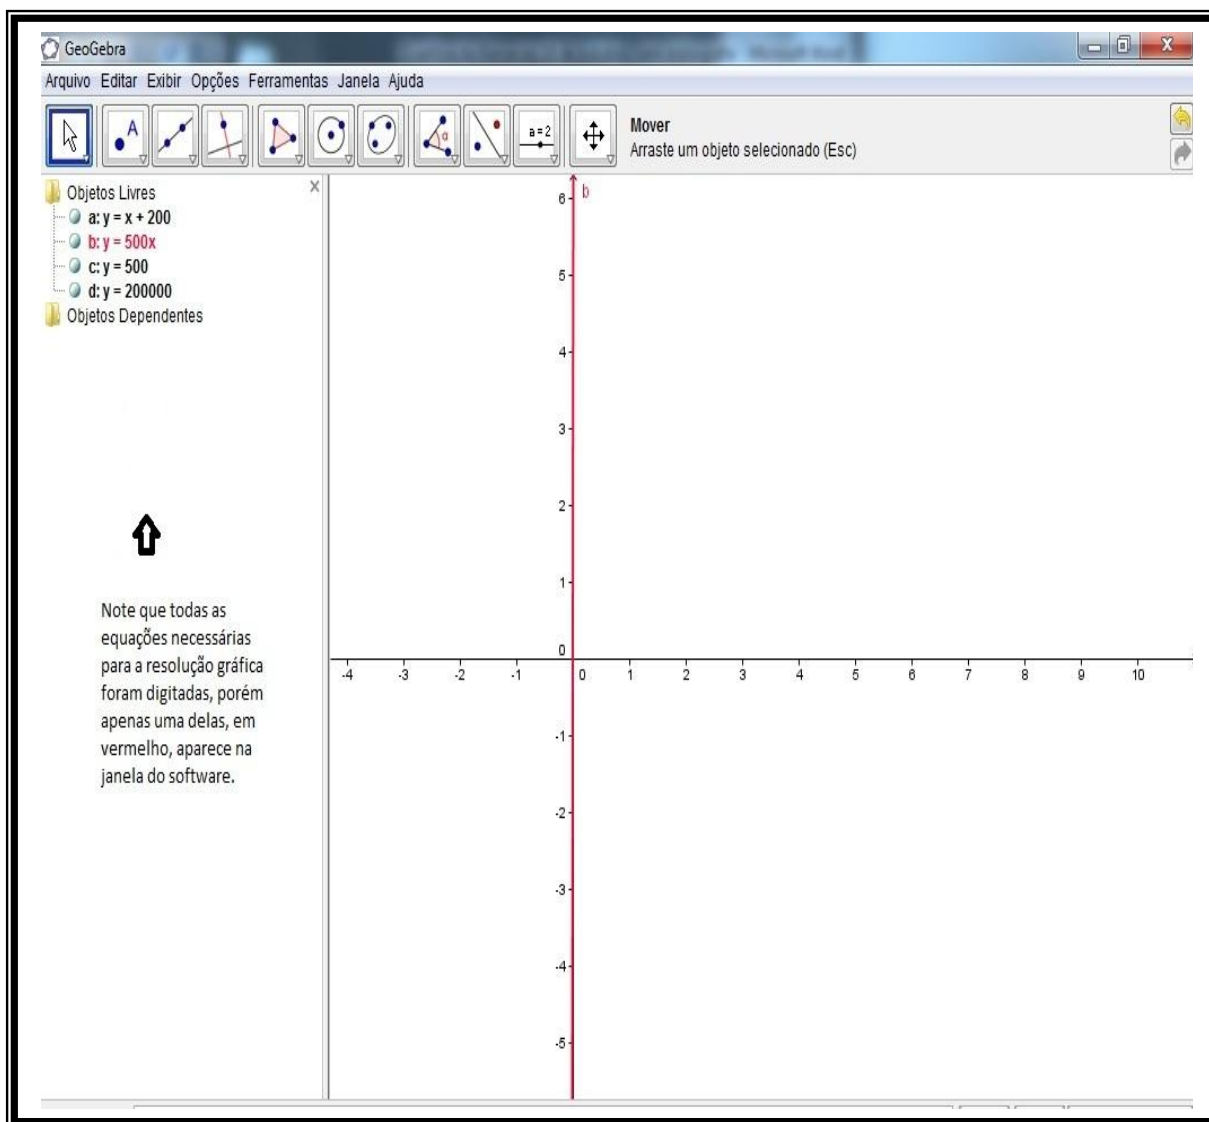 GeoGebra
Arquivo Editar Exibir Opções Ferramentas Janela Ajuda
A
α
a = 2
Mover
Arraste um objeto selecionado (Esc)
Objetos Livres
a: y = x + 200
b: y = 500x
c: y = 500
d: y = 200000
Objetos Dependentes
b
6
5
4
3
2
1
0
-4 -3 -2 -1 0 1 2 3 4 5 6 7 8 9 10
-1
-2
-3
-4
-5
Note que todas as
equações necessárias
para a resolução gráfica
foram digitadas, porém
apenas uma delas, em
vermelho, aparece na
janela do software.